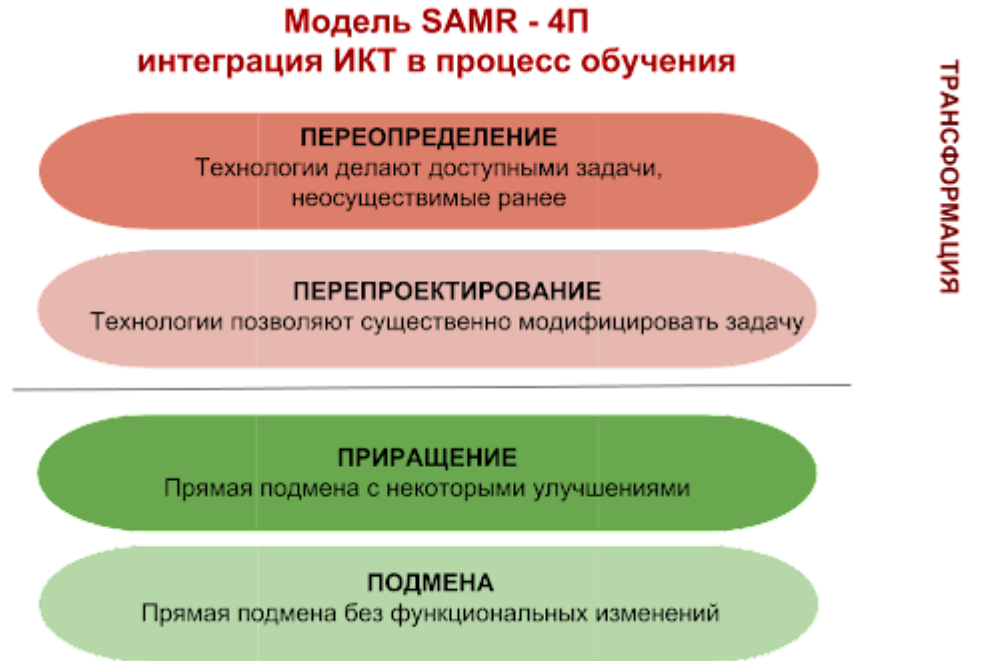 Модель SAMR - 4П
интеграция ИКТ в процесс обучения
ПЕРЕОПРЕДЕЛЕНИЕ
Технологии делают доступными задачи,
неосуществимые ранее
ПЕРЕПРОЕКТИРОВАНИЕ
Технологии позволяют существенно модифицировать задачу
ТРАНСФОРМАЦИЯ
ПРИРАЩЕНИЕ
Прямая подмена с некоторыми улучшениями
ПОДМЕНА
Прямая подмена без функциональных изменений